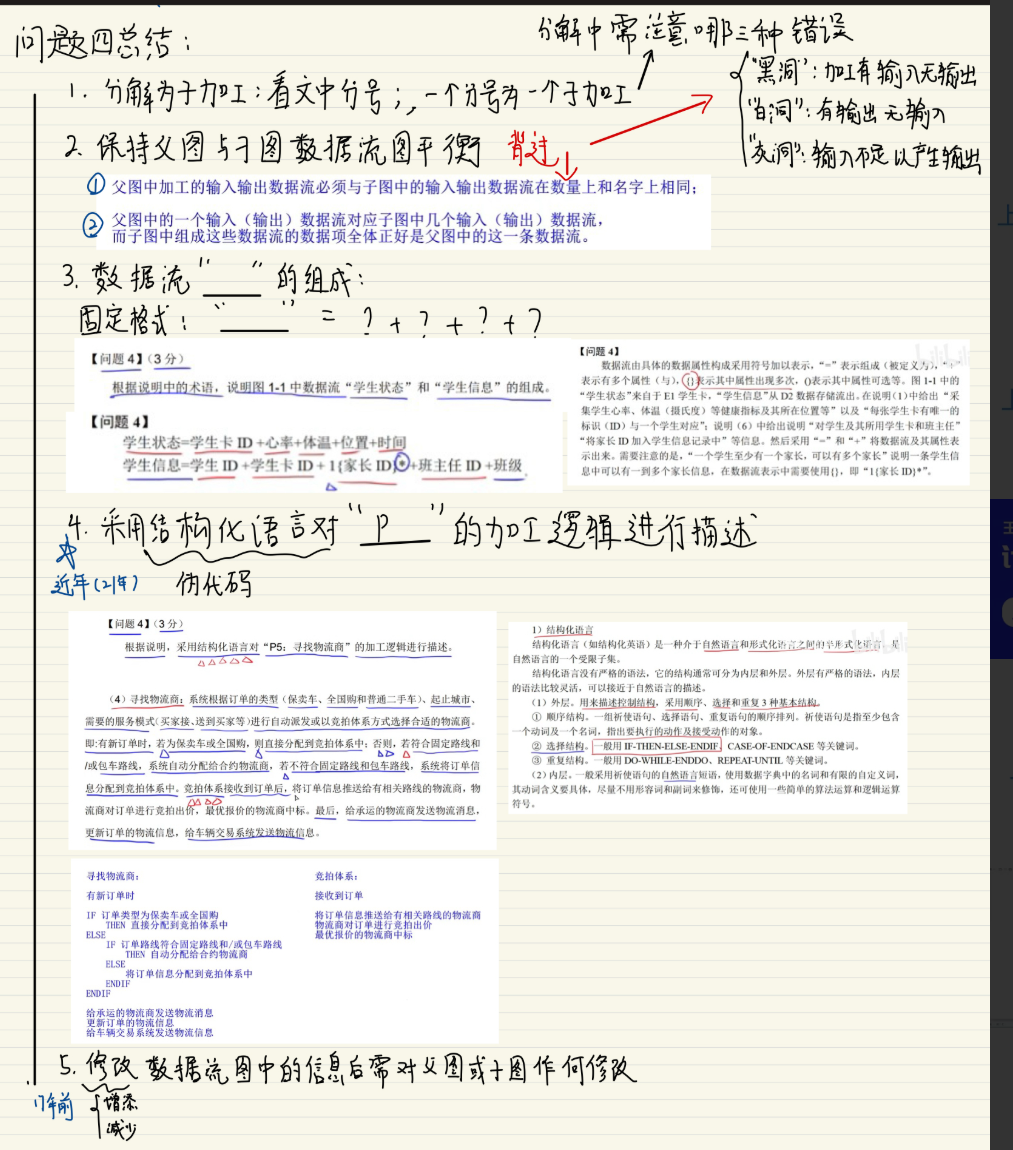 问题四总结:
分解中需注意哪三种错误
"黑洞":加工有输入无输出
"白洞":有输出无输入
"灰洞":输入不足以产生输出
1. 分解为子加工:看文中分号;,一个分号为一个子加工
2. 保持父图与子图数据流图平衡 背过
① 父图中加工的输入输出数据流必须与子图中的输入输出数据流在数量上和名字上相同;
② 父图中的一个输入(输出)数据流对应子图中几个输入(输出)数据流,
而子图中组成这些数据流的数据项全体正好是父图中的这一条数据流。
3. 数据流"___"的组成:
固定格式:"___" = ? + ? + ? + ?
【问题 4】(3 分)
根据说明中的术语,说明图 1-1 中数据流“学生状态”和“学生信息”的组成。
【问题 4】
学生状态=学生卡 ID +心率+体温+位置+时间
学生信息=学生 ID +学生卡 ID + 1{家长 ID}*+班主任 ID +班级
【问题 4】
数据流由具体的数据属性构成采用符号加以表示,“=”表示组成(被定义为),“+”
表示有多个属性(与),{}表示其中属性出现多次,()表示其中属性可选等。图 1-1 中的
“学生状态”来自于 E1 学生卡,“学生信息”从 D2 数据存储流出。在说明(1)中给出“采
集学生心率、体温(摄氏度)等健康指标及其所在位置等”以及“每张学生卡有唯一的
标识(ID)与一个学生对应”;说明(6)中给出说明“对学生及其所用学生卡和班主任”
“将家长 ID 加入学生信息记录中”等信息。然后采用“=”和“+”将数据流及其属性表
示出来。需要注意的是,“一个学生至少有一个家长,可以有多个家长”说明一条学生信
息中可以有一到多个家长信息,在数据流表示中需要使用{},即“1{家长 ID}*”。
4. 采用结构化语言对"P___"的加工逻辑进行描述
近年(21年)
伪代码
【问题 4】(3 分)
根据说明,采用结构化语言对“P5:寻找物流商”的加工逻辑进行描述。
(4)寻找物流商:系统根据订单的类型(保卖车、全国购和普通二手车)、起止城市、
需要的服务模式(买家接、送到买家等)进行自动派发或以竞拍体系方式选择合适的物流商。
即:有新订单时,若为保卖车或全国购,则直接分配到竞拍体系中;否则,若符合固定路线和
/或包车路线,系统自动分配给合约物流商,若不符合固定路线和包车路线,系统将订单信
息分配到竞拍体系中。竞拍体系接收到订单后,将订单信息推送给有相关路线的物流商,物
流商对订单进行竞拍出价,最优报价的物流商中标。最后,给承运的物流商发送物流消息,
更新订单的物流信息,给车辆交易系统发送物流信息。
1)结构化语言
结构化语言(如结构化英语)是一种介于自然语言和形式化语言之间的半形式化语言,是
自然语言的一个受限子集。
结构化语言没有严格的语法,它的结构通常可分为内层和外层。外层有严格的语法,内层
的语法比较灵活,可以接近于自然语言的描述。
(1)外层。用来描述控制结构,采用顺序、选择和重复 3 种基本结构。
① 顺序结构。一组祈使语句、选择语句、重复语句的顺序排列。祈使语句是指至少包含
一个动词及一个名词,指出要执行的动作及接受动作的对象。
② 选择结构。一般用 IF-THEN-ELSE-ENDIF、CASE-OF-ENDCASE 等关键词。
③ 重复结构。一般用 DO-WHILE-ENDDO、REPEAT-UNTIL 等关键词。
(2)内层。一般采用祈使语句的自然语言短语,使用数据字典中的名词和有限的自定义词,
其动词含义要具体,尽量不用形容词和副词来修饰,还可使用一些简单的算法运算和逻辑运算
符号。
寻找物流商:
有新订单时
IF 订单类型为保卖车或全国购
THEN 直接分配到竞拍体系中
ELSE
IF 订单路线符合固定路线和/或包车路线
THEN 自动分配给合约物流商
ELSE
将订单信息分配到竞拍体系中
ENDIF
ENDIF
给承运的物流商发送物流消息
更新订单的物流信息
给车辆交易系统发送物流信息
竞拍体系:
接收到订单
将订单信息推送给有相关路线的物流商
物流商对订单进行竞拍出价
最优报价的物流商中标
5. 修改数据流图中的信息后需对父图或子图作何修改
17年前
增添
减少